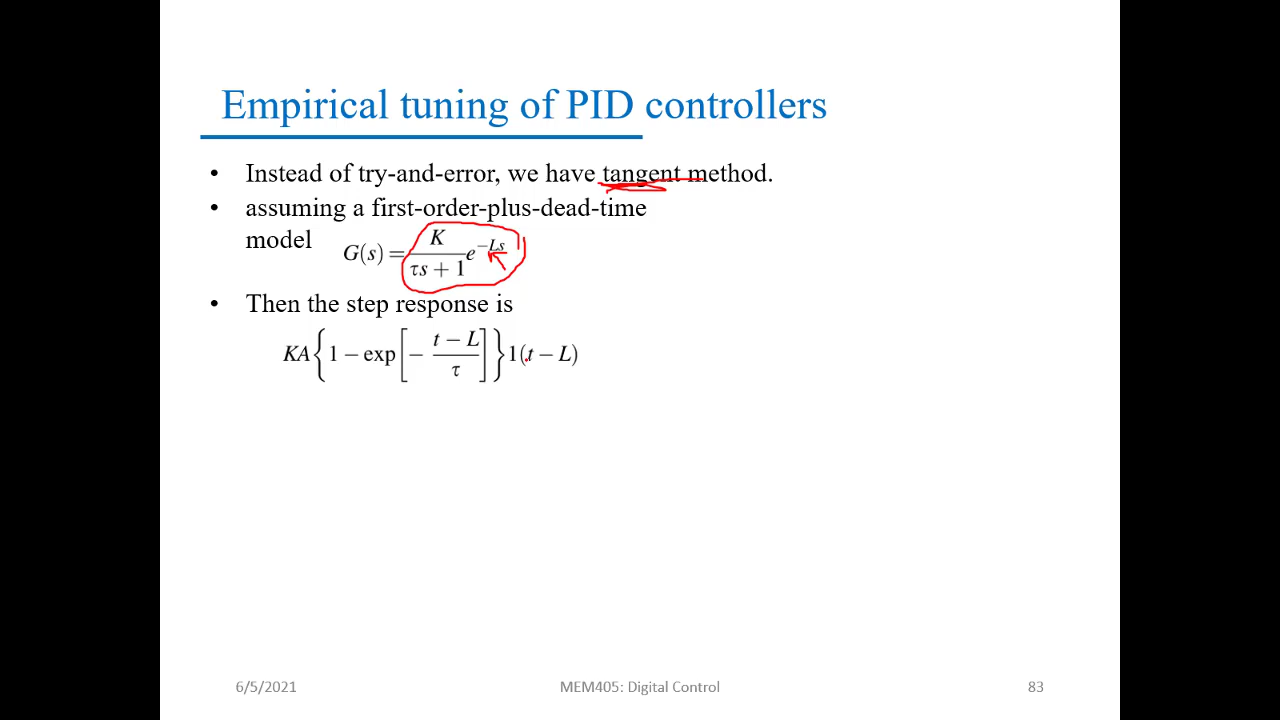 Empirical tuning of PID controllers
• Instead of try-and-error, we have tangent method.
• assuming a first-order-plus-dead-time
model G(s) = K / (τs + 1) e^{−Ls}
• Then the step response is
KA{1 − exp[− (t − L) / τ]}1(t − L)
6/5/2021 MEM405: Digital Control 83